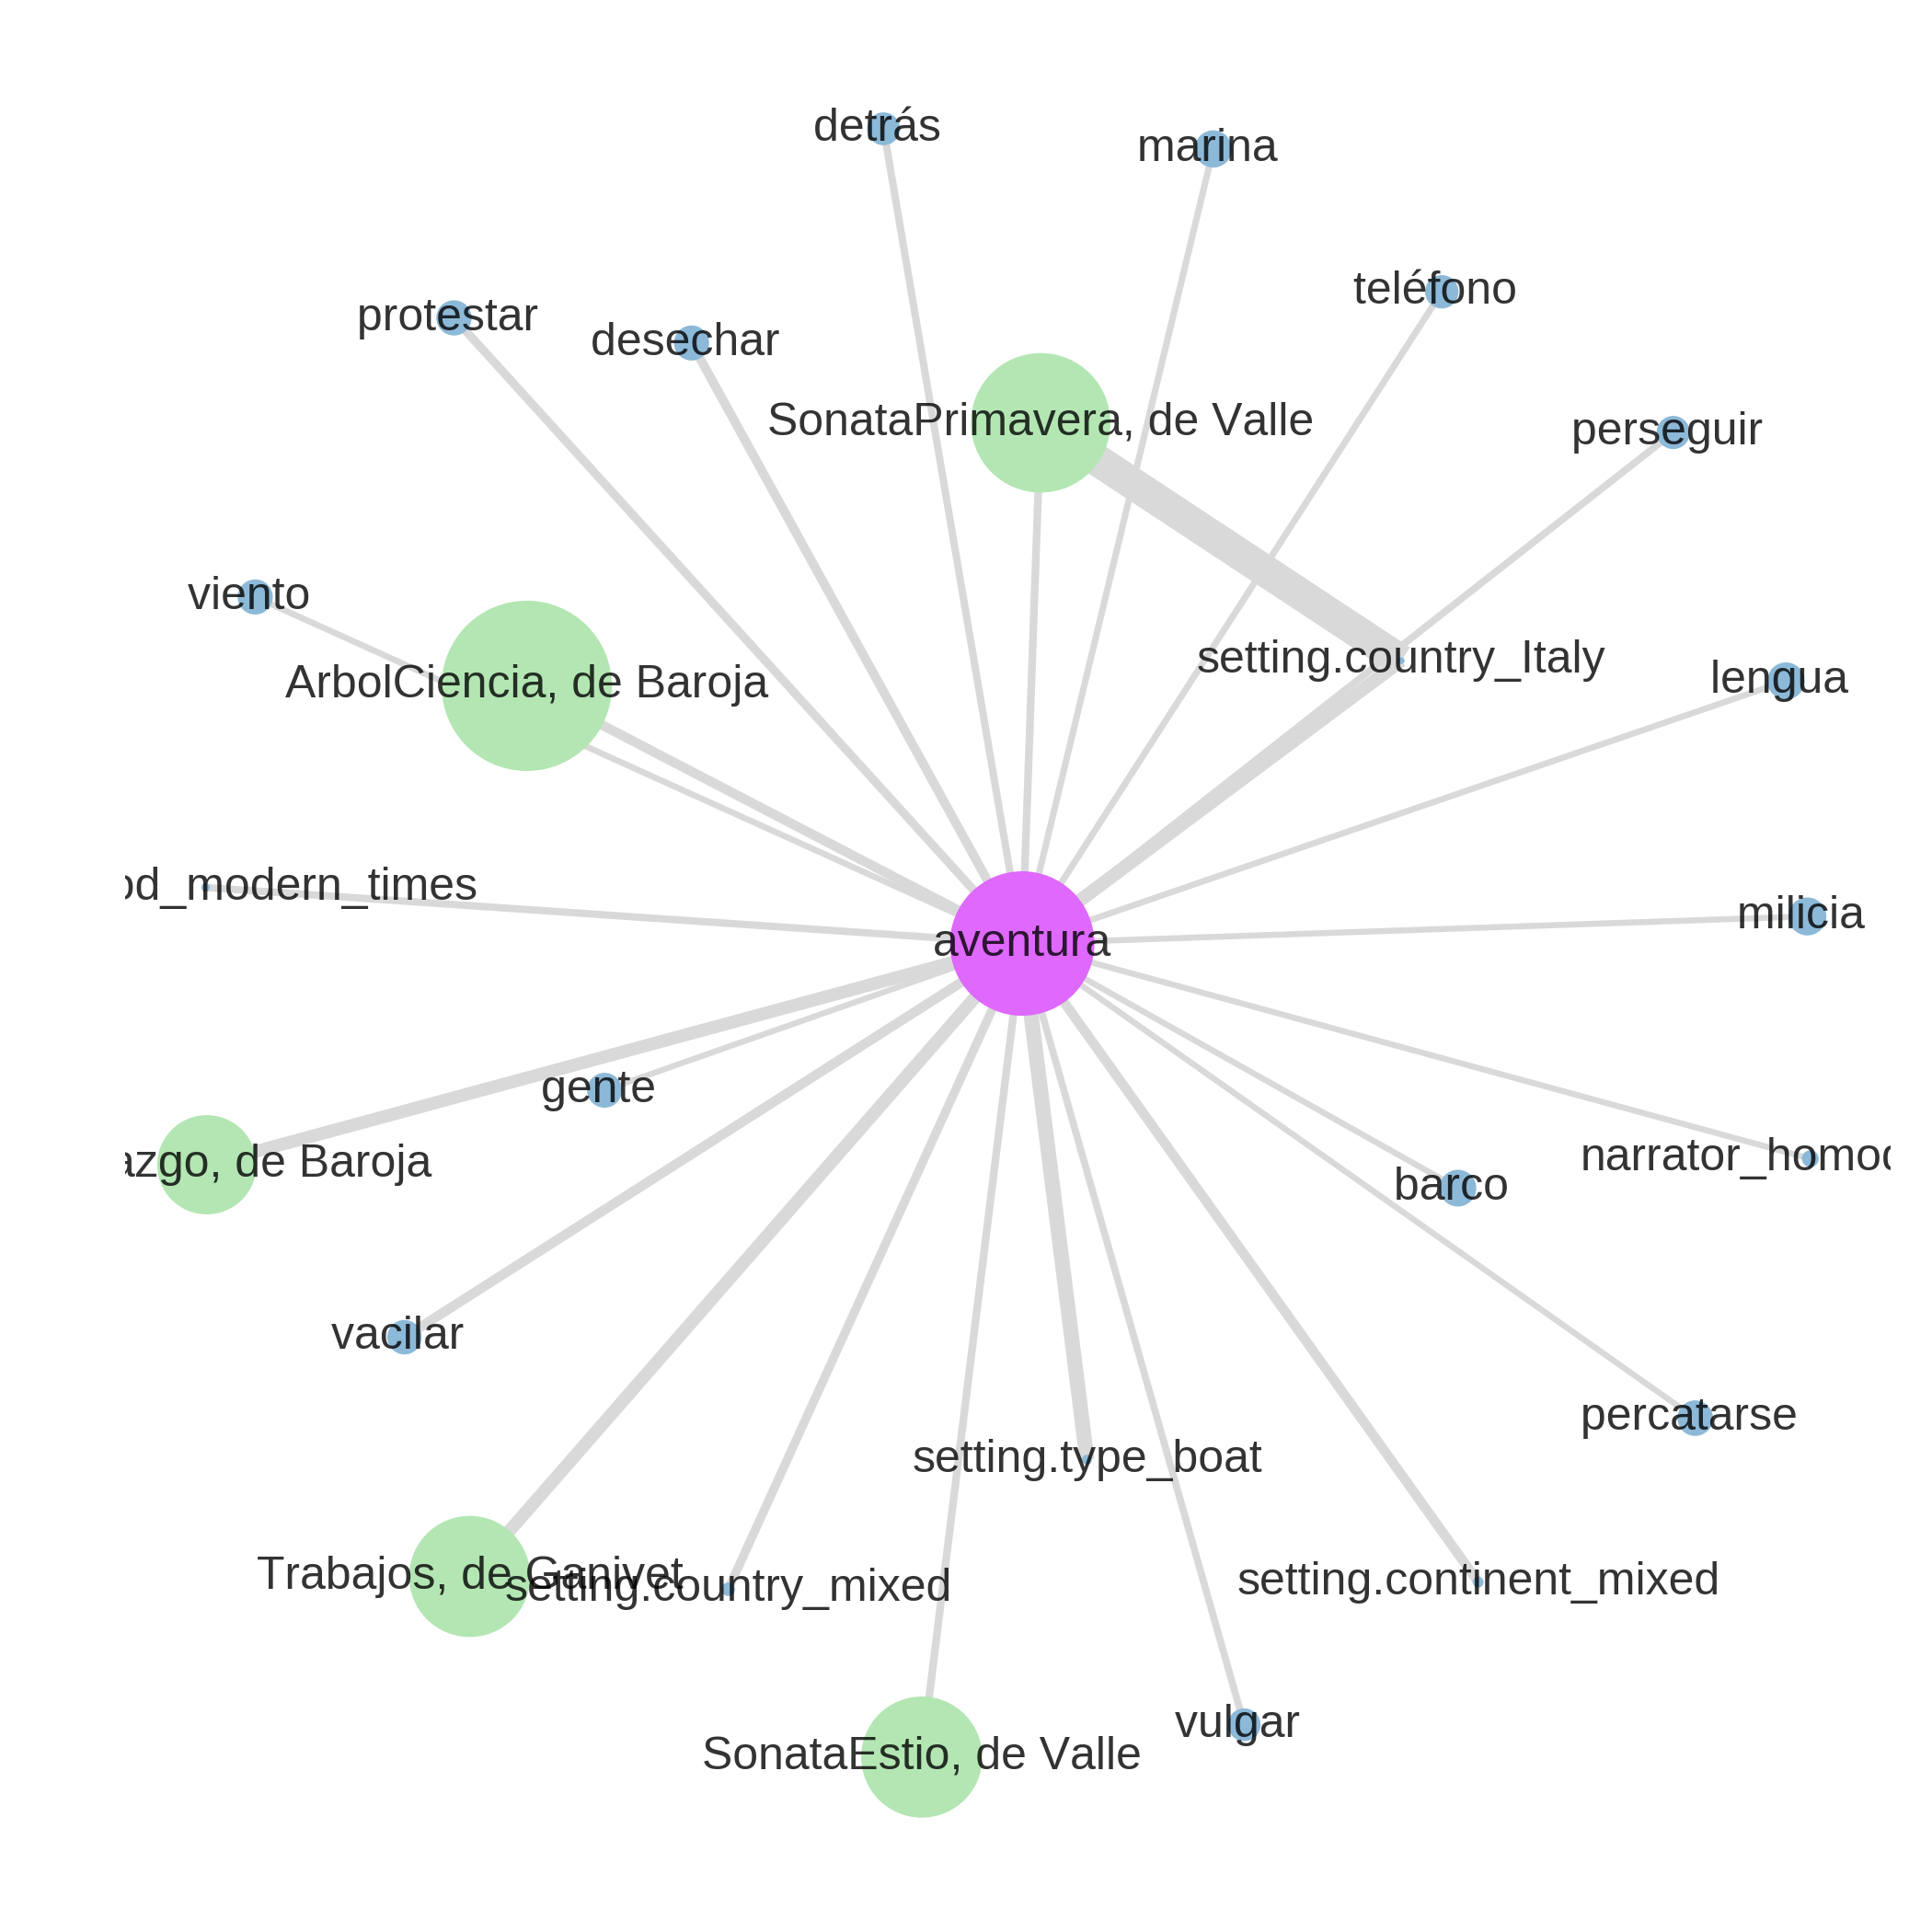 detrás
marina
teléfono
protestar
desechar
SonataPrimavera, de Valle
perseguir
viento
setting.country_Italy
ArbolCiencia, de Baroja
lengua
od_modern_times
milicia
aventura
gente
azgo, de Baroja
narrator_homod
barco
vacilar
percatarse
setting.type_boat
Trabajos, de Ganivet
setting.country_mixed
setting.continent_mixed
vulgar
SonataEstio, de Valle